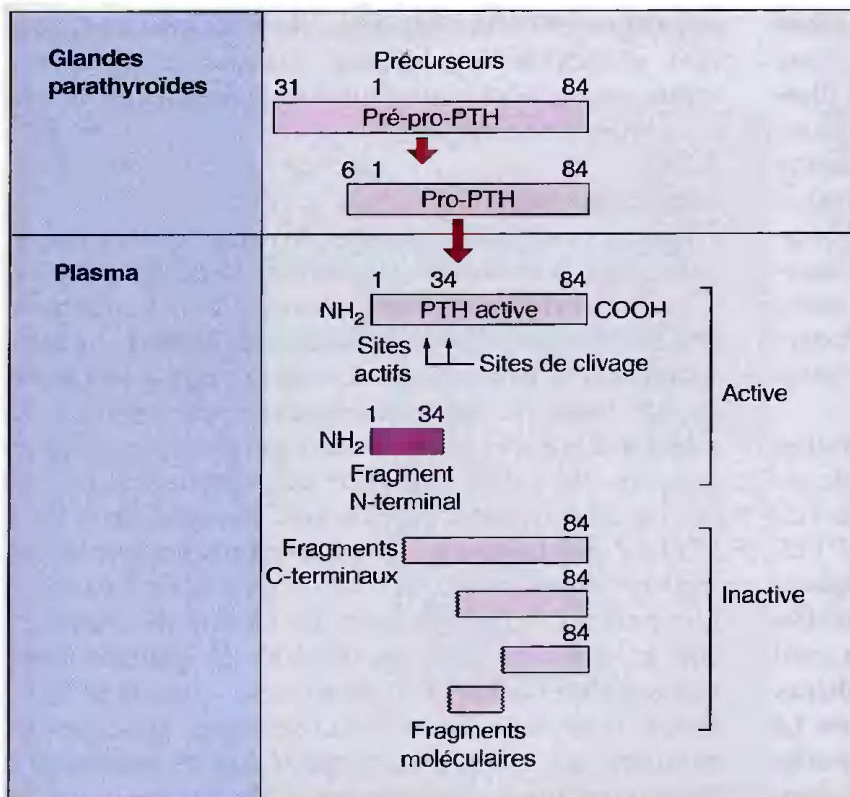 Glandes
parathyroïdes
Précurseurs
31 1 84
Pré-pro-PTH
6 1 84
Pro-PTH
Plasma
1 34 84
NH2 PTH active COOH
Sites
actifs
Sites de clivage
Active
1 34
NH2
Fragment
N-terminal
84
Fragments
C-terminaux
84
Inactive
84
Fragments
moléculaires